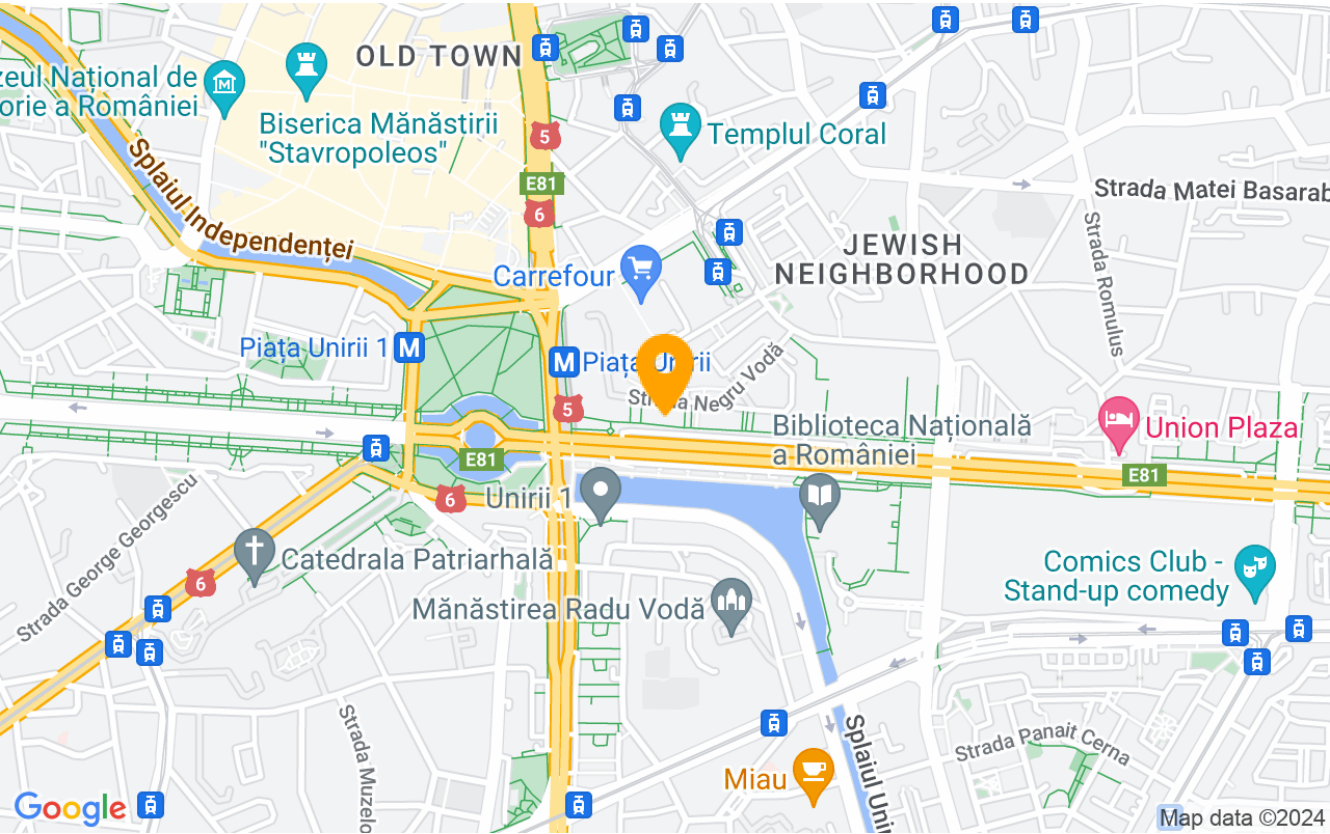 OLD TOWN
zeul Național de
orie a României
Biserica Mănăstirii
"Stavropoleos"
5
Templul Coral
E81
6
Strada Matei Basarab
Splaiul Independenței
JEWISH
NEIGHBORHOOD
Strada Romulus
Carrefour
Piața Unirii 1
M
M
Piața Unirii
Strada Negru Vodă
5
Biblioteca Națională
a României
Union Plaza
E81
E81
6
Unirii 1
Strada George Georgescu
Catedrala Patriarhală
6
Comics Club -
Stand-up comedy
Mănăstirea Radu Vodă
Strada Muzelo
Splaiul Unir
Strada Panait Cerna
Miau
Google
Map data ©2024